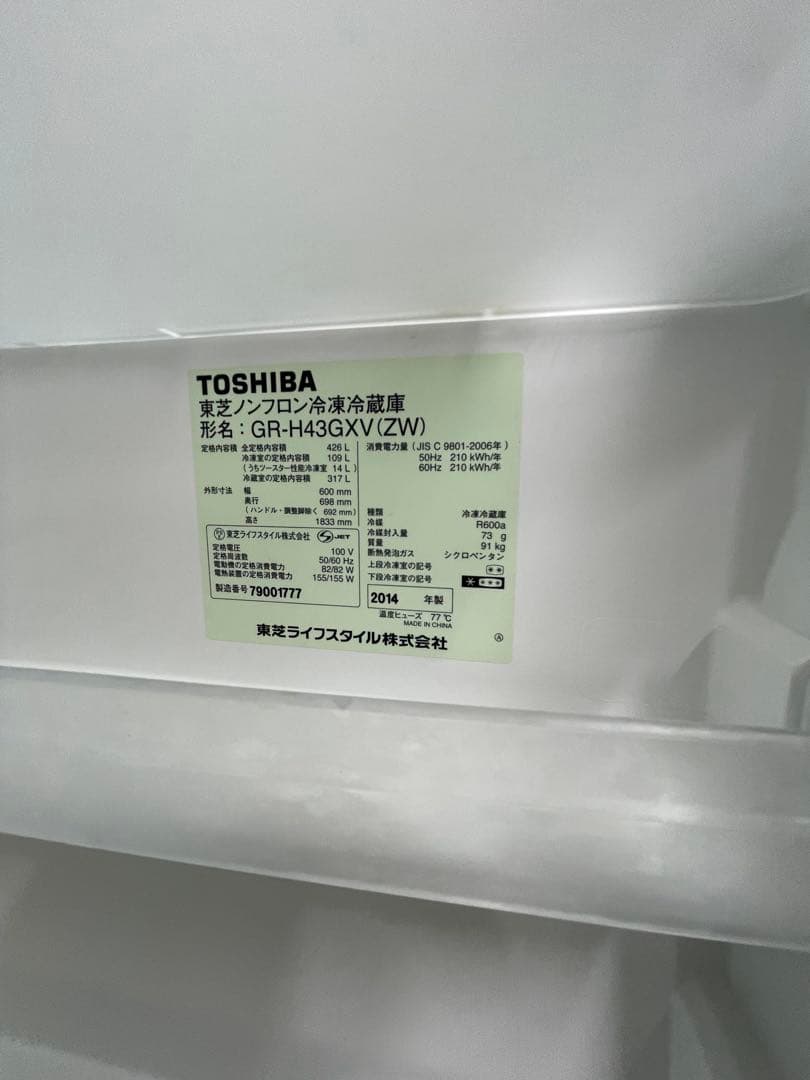 TOSHIBA
東芝ノンフロン冷凍冷蔵庫
形名：GR-H43GXV(ZW)
定格内容積 全定格内容積 426 L
冷凍室の定格内容積 109 L
(うちツースター性能冷凍室 14 L)
冷蔵室の定格内容積 317 L
外形寸法 幅 600 mm
奥行 698 mm
(ハンドル・調整脚除く 692 mm)
高さ 1833 mm
東芝ライフスタイル株式会社 JET
定格電圧 100 V
定格周波数 50/60 Hz
電動機の定格消費電力 82/82 W
電熱装置の定格消費電力 155/155 W
製造番号 79001777
消費電力量 (JIS C 9801-2006年)
50Hz 210 kWh/年
60Hz 210 kWh/年
種類 冷凍冷蔵庫
冷媒 R600a
冷媒封入量 73 g
質量 91 kg
断熱発泡ガス シクロペンタン
上段冷凍室の記号 **
下段冷凍室の記号 * ***
2014 年製
温度ヒューズ 77 ℃
MADE IN CHINA
東芝ライフスタイル株式会社 Ⓐ